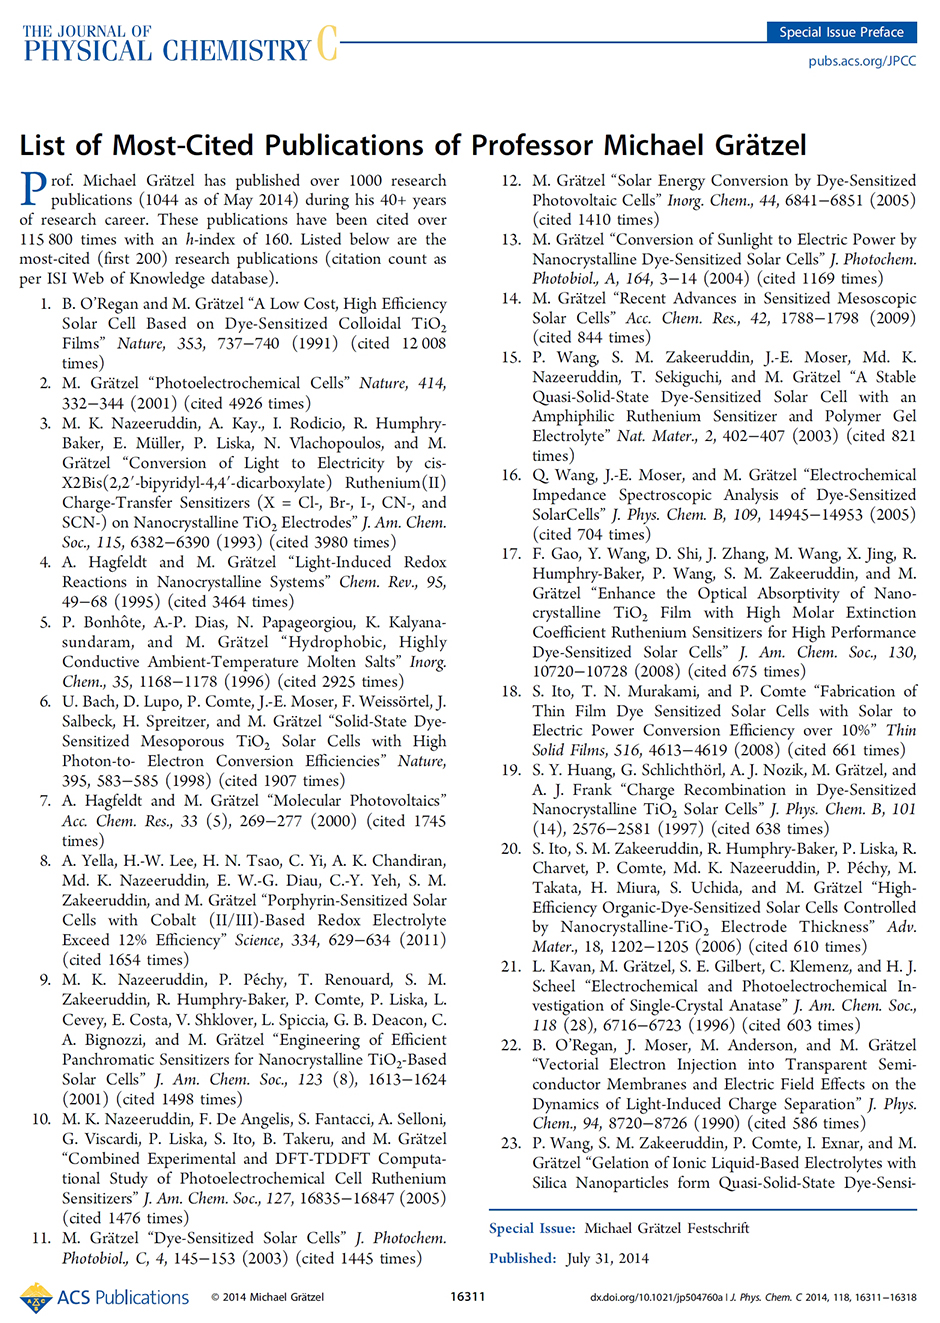 THE JOURNAL OF
PHYSICAL CHEMISTRY C
Special Issue Preface
pubs.acs.org/JPCC
List of Most-Cited Publications of Professor Michael Grätzel
Prof. Michael Grätzel has published over 1000 research
publications (1044 as of May 2014) during his 40+ years
of research career. These publications have been cited over
115 800 times with an h-index of 160. Listed below are the
most-cited (first 200) research publications (citation count as
per ISI Web of Knowledge database).
1. B. O’Regan and M. Grätzel “A Low Cost, High Efficiency
Solar Cell Based on Dye-Sensitized Colloidal TiO₂
Films” Nature, 353, 737−740 (1991) (cited 12 008
times)
2. M. Grätzel “Photoelectrochemical Cells” Nature, 414,
332−344 (2001) (cited 4926 times)
3. M. K. Nazeeruddin, A. Kay., I. Rodicio, R. Humphry-
Baker, E. Müller, P. Liska, N. Vlachopoulos, and M.
Grätzel “Conversion of Light to Electricity by cis-
X2Bis(2,2′-bipyridyl-4,4′-dicarboxylate) Ruthenium(II)
Charge-Transfer Sensitizers (X = Cl-, Br-, I-, CN-, and
SCN-) on Nanocrystalline TiO₂ Electrodes” J. Am. Chem.
Soc., 115, 6382−6390 (1993) (cited 3980 times)
4. A. Hagfeldt and M. Grätzel “Light-Induced Redox
Reactions in Nanocrystalline Systems” Chem. Rev., 95,
49−68 (1995) (cited 3464 times)
5. P. Bonhôte, A.-P. Dias, N. Papageorgiou, K. Kalyana-
sundaram, and M. Grätzel “Hydrophobic, Highly
Conductive Ambient-Temperature Molten Salts” Inorg.
Chem., 35, 1168−1178 (1996) (cited 2925 times)
6. U. Bach, D. Lupo, P. Comte, J.-E. Moser, F. Weissörtel, J.
Salbeck, H. Spreitzer, and M. Grätzel “Solid-State Dye-
Sensitized Mesoporous TiO₂ Solar Cells with High
Photon-to- Electron Conversion Efficiencies” Nature,
395, 583−585 (1998) (cited 1907 times)
7. A. Hagfeldt and M. Grätzel “Molecular Photovoltaics”
Acc. Chem. Res., 33 (5), 269−277 (2000) (cited 1745
times)
8. A. Yella, H.-W. Lee, H. N. Tsao, C. Yi, A. K. Chandiran,
Md. K. Nazeeruddin, E. W.-G. Diau, C.-Y. Yeh, S. M.
Zakeeruddin, and M. Grätzel “Porphyrin-Sensitized Solar
Cells with Cobalt (II/III)-Based Redox Electrolyte
Exceed 12% Efficiency” Science, 334, 629−634 (2011)
(cited 1654 times)
9. M. K. Nazeeruddin, P. Péchy, T. Renouard, S. M.
Zakeeruddin, R. Humphry-Baker, P. Comte, P. Liska, L.
Cevey, E. Costa, V. Shklover, L. Spiccia, G. B. Deacon, C.
A. Bignozzi, and M. Grätzel “Engineering of Efficient
Panchromatic Sensitizers for Nanocrystalline TiO₂-Based
Solar Cells” J. Am. Chem. Soc., 123 (8), 1613−1624
(2001) (cited 1498 times)
10. M. K. Nazeeruddin, F. De Angelis, S. Fantacci, A. Selloni,
G. Viscardi, P. Liska, S. Ito, B. Takeru, and M. Grätzel
“Combined Experimental and DFT-TDDFT Computa-
tional Study of Photoelectrochemical Cell Ruthenium
Sensitizers” J. Am. Chem. Soc., 127, 16835−16847 (2005)
(cited 1476 times)
11. M. Grätzel “Dye-Sensitized Solar Cells” J. Photochem.
Photobiol., C, 4, 145−153 (2003) (cited 1445 times)
12. M. Grätzel “Solar Energy Conversion by Dye-Sensitized
Photovoltaic Cells” Inorg. Chem., 44, 6841−6851 (2005)
(cited 1410 times)
13. M. Grätzel “Conversion of Sunlight to Electric Power by
Nanocrystalline Dye-Sensitized Solar Cells” J. Photochem.
Photobiol., A, 164, 3−14 (2004) (cited 1169 times)
14. M. Grätzel “Recent Advances in Sensitized Mesoscopic
Solar Cells” Acc. Chem. Res., 42, 1788−1798 (2009)
(cited 844 times)
15. P. Wang, S. M. Zakeeruddin, J.-E. Moser, Md. K.
Nazeeruddin, T. Sekiguchi, and M. Grätzel “A Stable
Quasi-Solid-State Dye-Sensitized Solar Cell with an
Amphiphilic Ruthenium Sensitizer and Polymer Gel
Electrolyte” Nat. Mater., 2, 402−407 (2003) (cited 821
times)
16. Q. Wang, J.-E. Moser, and M. Grätzel “Electrochemical
Impedance Spectroscopic Analysis of Dye-Sensitized
SolarCells” J. Phys. Chem. B, 109, 14945−14953 (2005)
(cited 704 times)
17. F. Gao, Y. Wang, D. Shi, J. Zhang, M. Wang, X. Jing, R.
Humphry-Baker, P. Wang, S. M. Zakeeruddin, and M.
Grätzel “Enhance the Optical Absorptivity of Nano-
crystalline TiO₂ Film with High Molar Extinction
Coefficient Ruthenium Sensitizers for High Performance
Dye-Sensitized Solar Cells” J. Am. Chem. Soc., 130,
10720−10728 (2008) (cited 675 times)
18. S. Ito, T. N. Murakami, and P. Comte “Fabrication of
Thin Film Dye Sensitized Solar Cells with Solar to
Electric Power Conversion Efficiency over 10%” Thin
Solid Films, 516, 4613−4619 (2008) (cited 661 times)
19. S. Y. Huang, G. Schlichthörl, A. J. Nozik, M. Grätzel, and
A. J. Frank “Charge Recombination in Dye-Sensitized
Nanocrystalline TiO₂ Solar Cells” J. Phys. Chem. B, 101
(14), 2576−2581 (1997) (cited 638 times)
20. S. Ito, S. M. Zakeeruddin, R. Humphry-Baker, P. Liska, R.
Charvet, P. Comte, Md. K. Nazeeruddin, P. Péchy, M.
Takata, H. Miura, S. Uchida, and M. Grätzel “High-
Efficiency Organic-Dye-Sensitized Solar Cells Controlled
by Nanocrystalline-TiO₂ Electrode Thickness” Adv.
Mater., 18, 1202−1205 (2006) (cited 610 times)
21. L. Kavan, M. Grätzel, S. E. Gilbert, C. Klemenz, and H. J.
Scheel “Electrochemical and Photoelectrochemical In-
vestigation of Single-Crystal Anatase” J. Am. Chem. Soc.,
118 (28), 6716−6723 (1996) (cited 603 times)
22. B. O’Regan, J. Moser, M. Anderson, and M. Grätzel
“Vectorial Electron Injection into Transparent Semi-
conductor Membranes and Electric Field Effects on the
Dynamics of Light-Induced Charge Separation” J. Phys.
Chem., 94, 8720−8726 (1990) (cited 586 times)
23. P. Wang, S. M. Zakeeruddin, P. Comte, I. Exnar, and M.
Grätzel “Gelation of Ionic Liquid-Based Electrolytes with
Silica Nanoparticles form Quasi-Solid-State Dye-Sensi-
Special Issue: Michael Grätzel Festschrift
Published: July 31, 2014
ACS Publications © 2014 Michael Grätzel
16311
dx.doi.org/10.1021/jp504760a | J. Phys. Chem. C 2014, 118, 16311−16318